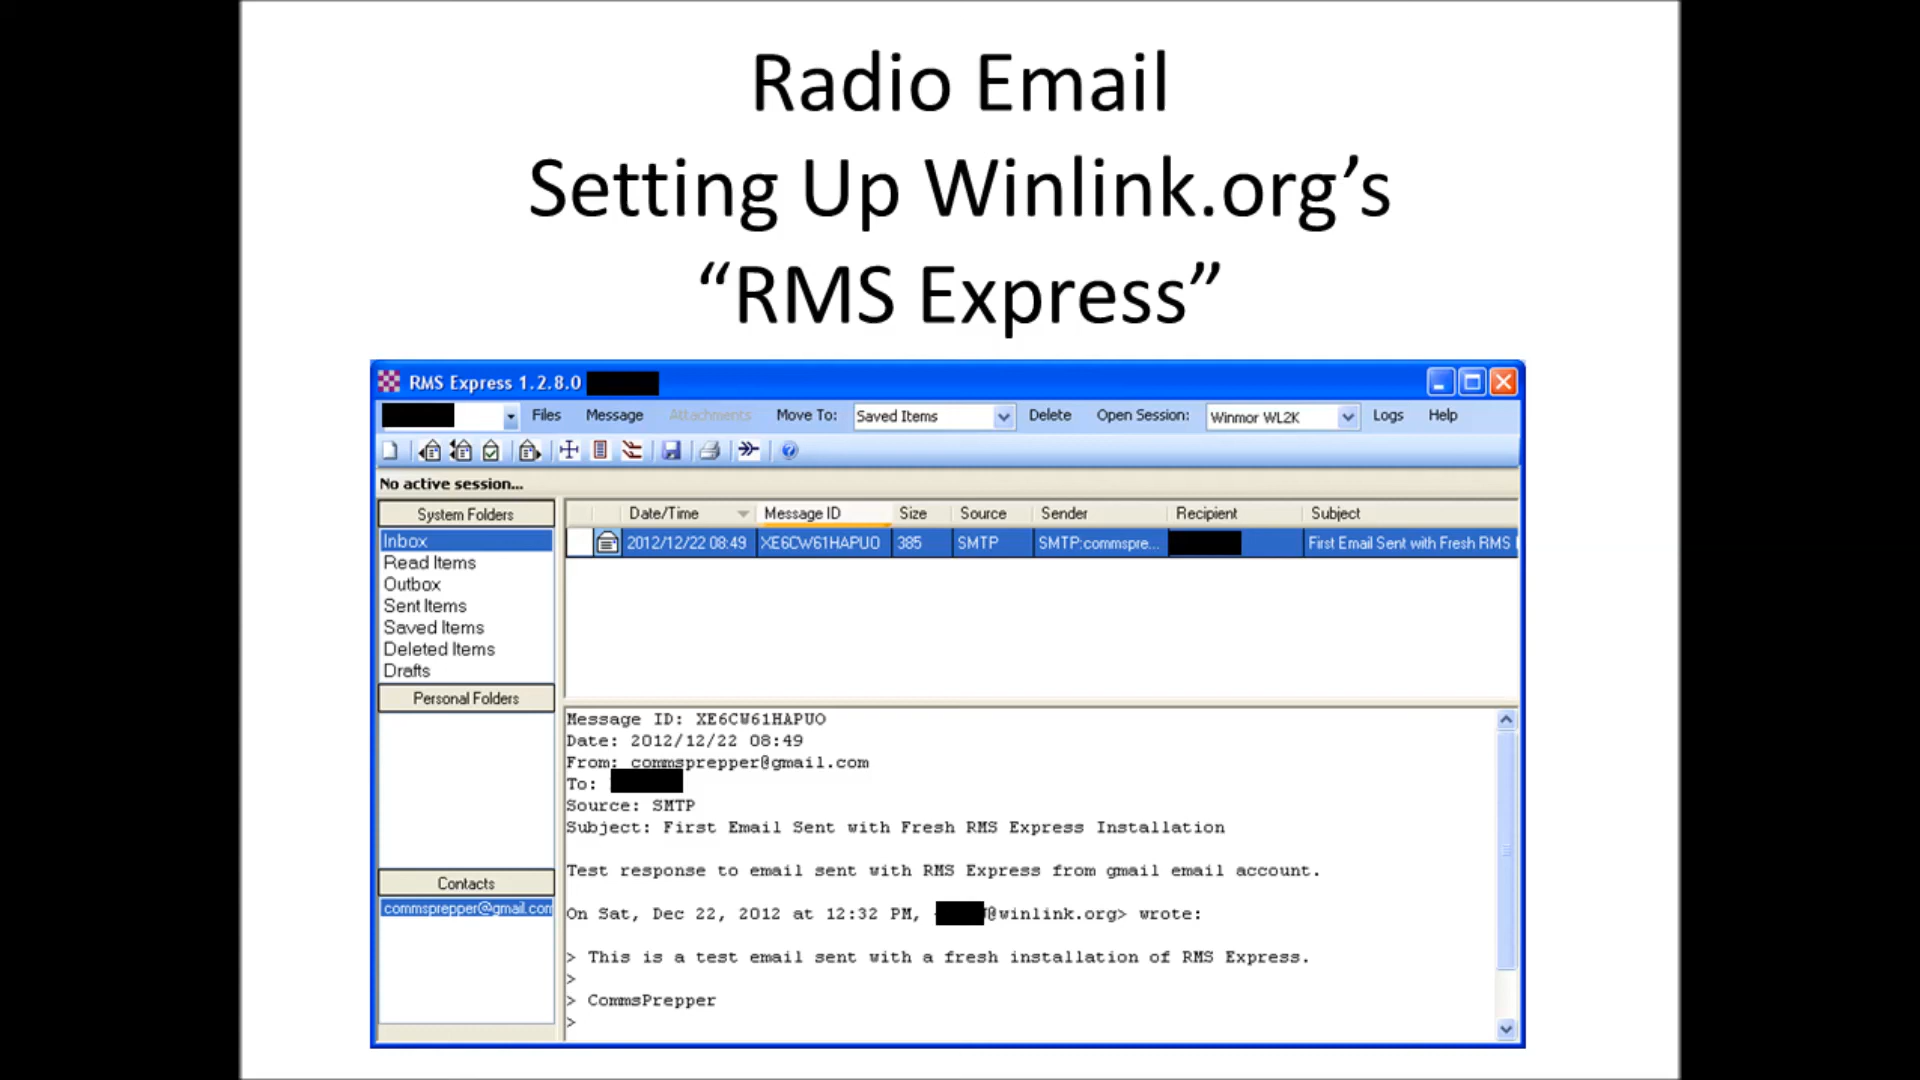 Radio Email
Setting Up Winlink.org’s
“RMS Express”
RMS Express 1.2.8.0
Files Message Attachments Move To: Saved Items Delete Open Session: Winmor WL2K Logs Help
No active session...
System Folders
Inbox
Read Items
Outbox
Sent Items
Saved Items
Deleted Items
Drafts
Personal Folders
Contacts
commsprepper@gmail.com
Date/Time Message ID Size Source Sender Recipient Subject
2012/12/22 08:49 XE6CW61HAPUO 385 SMTP SMTP:commspre... First Email Sent with Fresh RMS
Message ID: XE6CW61HAPUO
Date: 2012/12/22 08:49
From: commsprepper@gmail.com
To:
Source: SMTP
Subject: First Email Sent with Fresh RMS Express Installation
Test response to email sent with RMS Express from gmail email account.
On Sat, Dec 22, 2012 at 12:32 PM, @winlink.org> wrote:
> This is a test email sent with a fresh installation of RMS Express.
>
> CommsPrepper
>